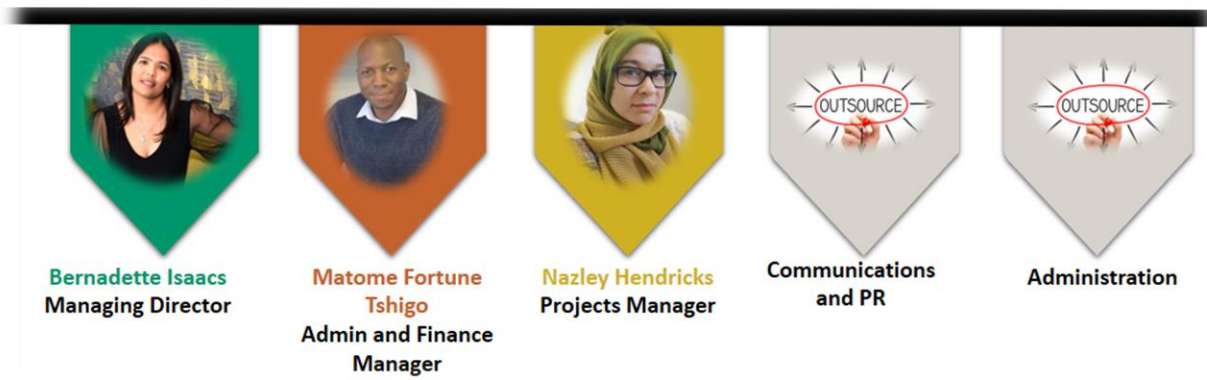 OUTSOURCE
OUTSOURCE
Bernadette Isaacs
Managing Director
Matome Fortune
Tshigo
Admin and Finance
Manager
Nazley Hendricks
Projects Manager
Communications
and PR
Administration